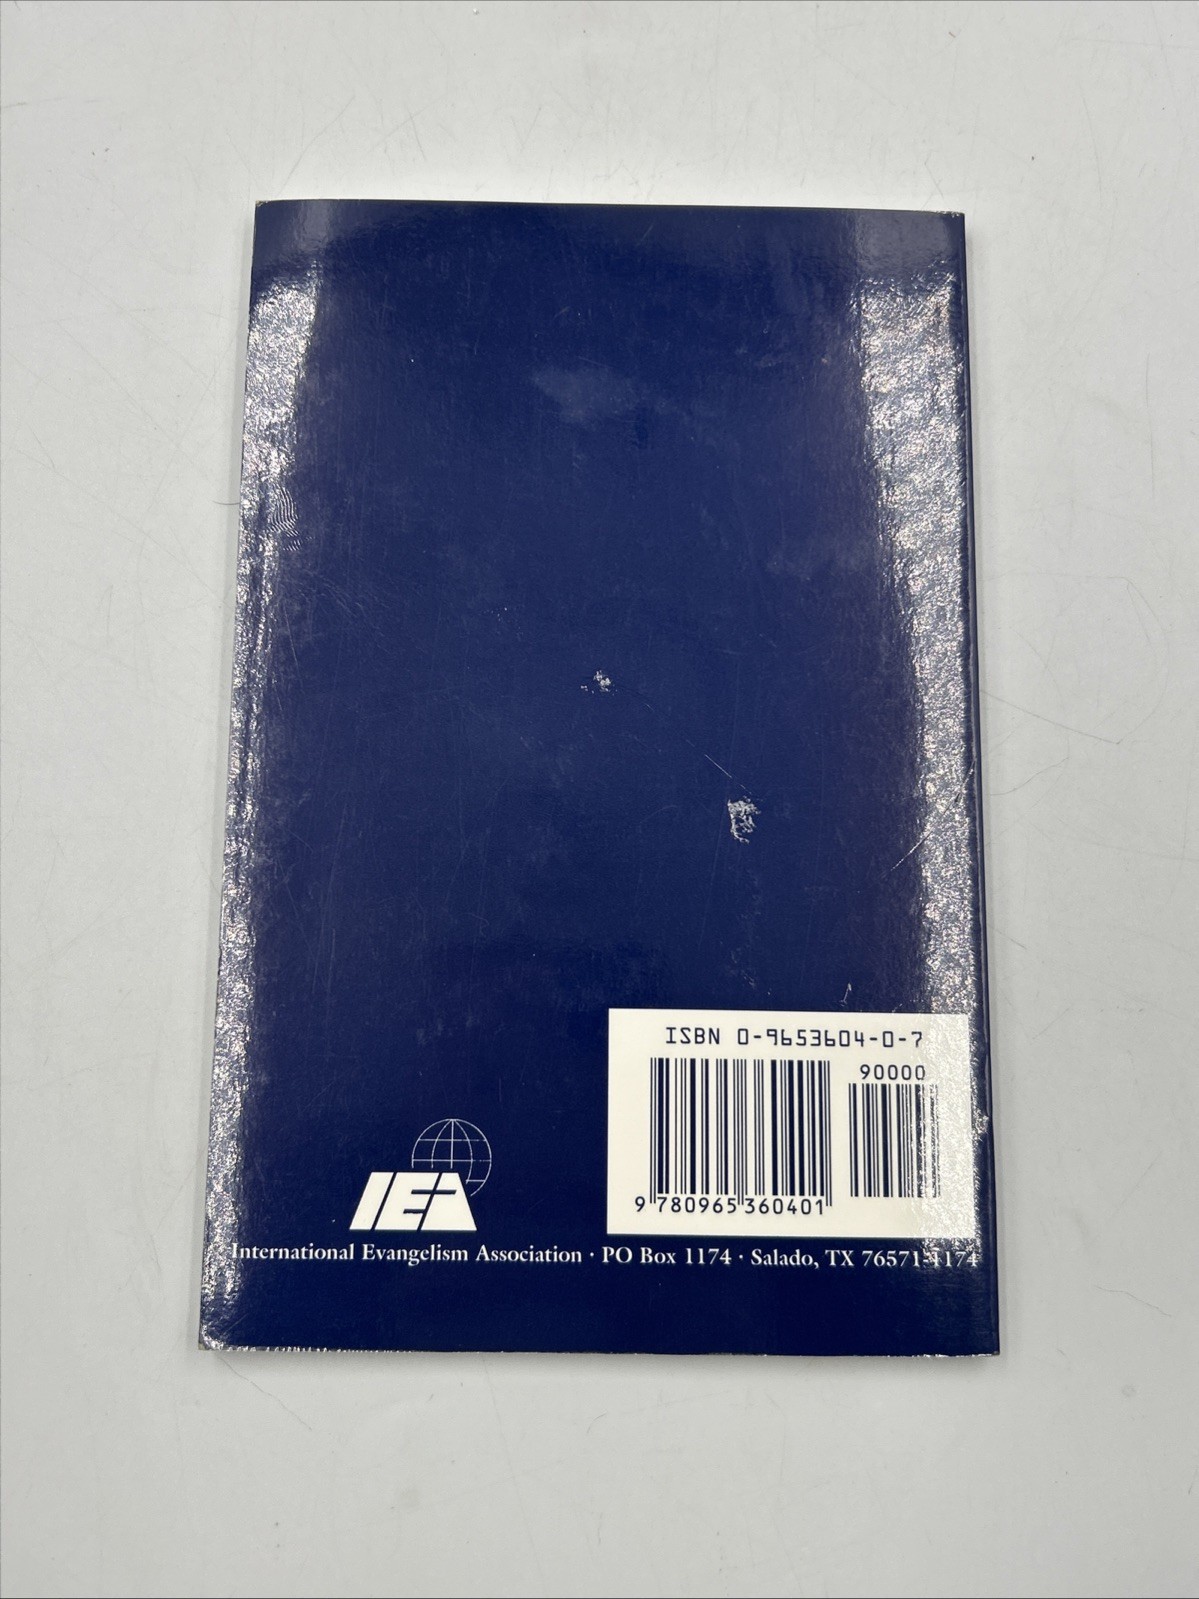 ISBN 0-9653604-0-7
90000
9 780965 360401
IEA
International Evangelism Association · PO Box 1174 · Salado, TX 76571-1174